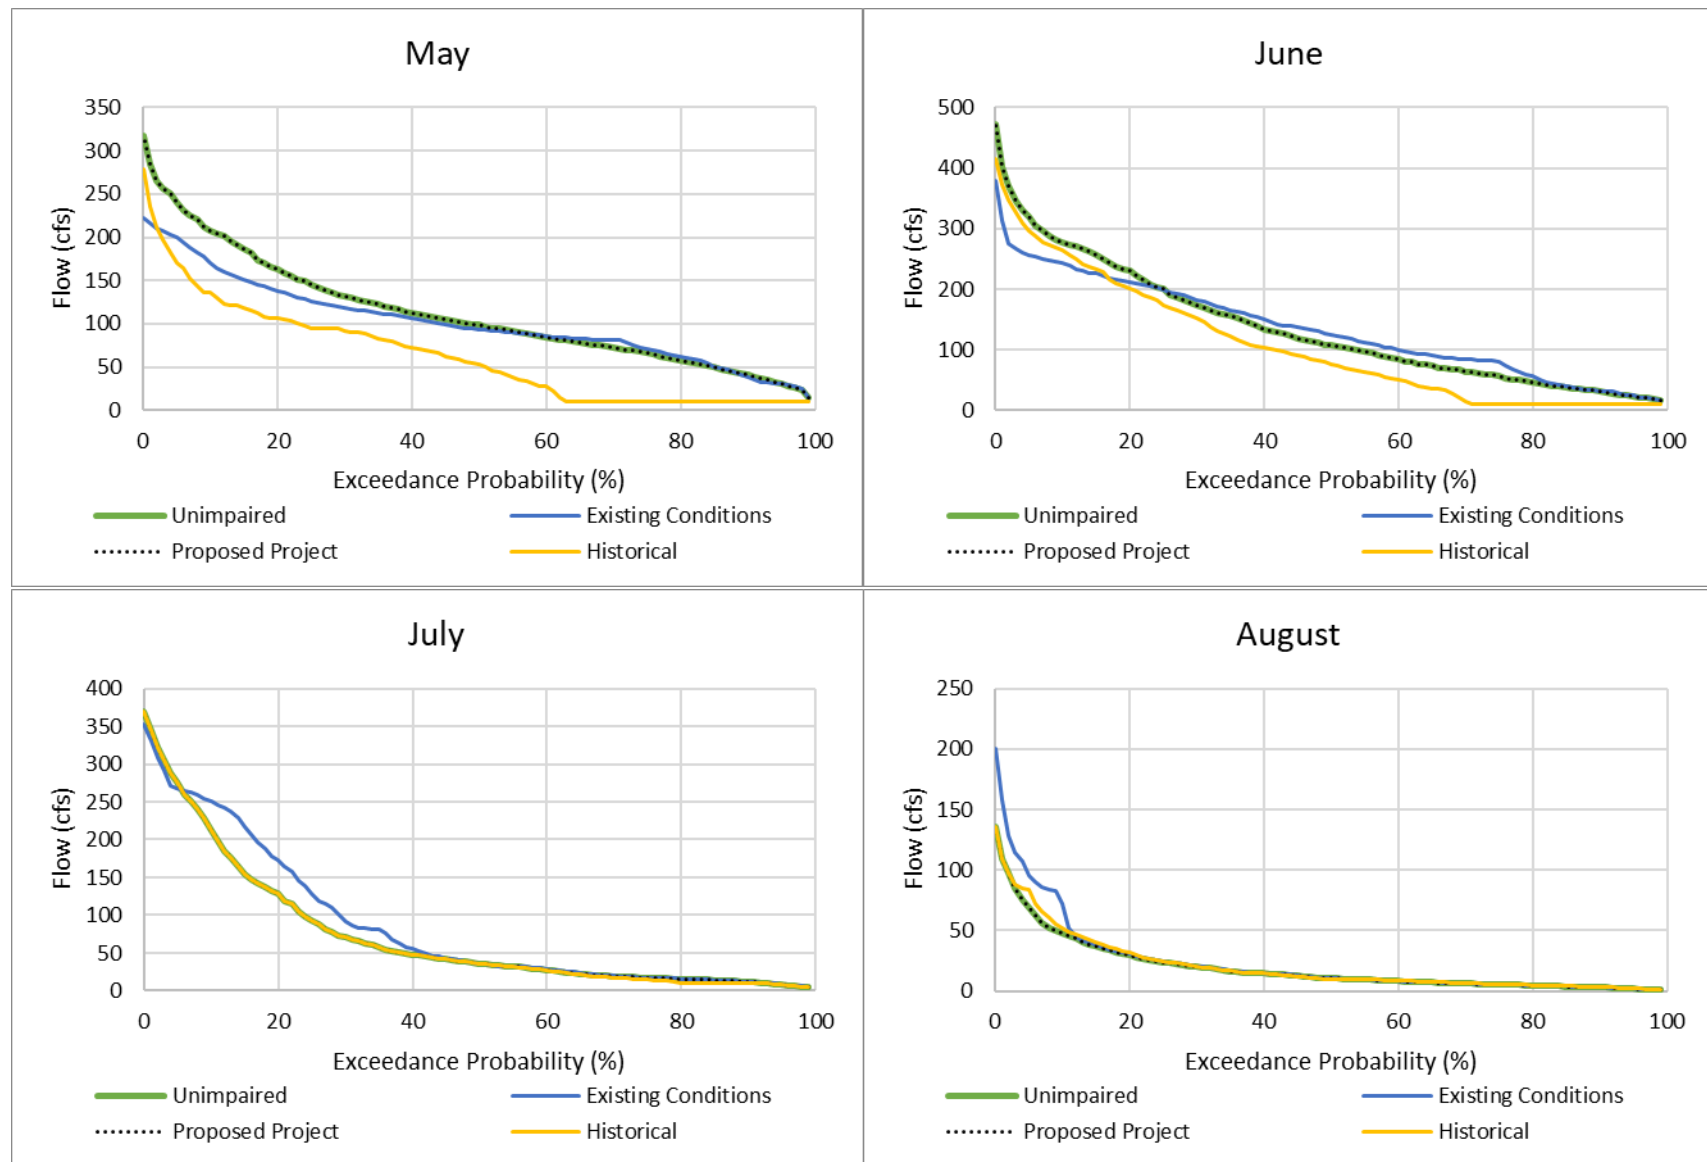 May
350
300
250
200
150
100
50
0
Flow (cfs)
0 20 40 60 80 100
Exceedance Probability (%)
Unimpaired Existing Conditions
Proposed Project Historical
June
500
400
300
200
100
0
Flow (cfs)
0 20 40 60 80 100
Exceedance Probability (%)
Unimpaired Existing Conditions
Proposed Project Historical
July
400
350
300
250
200
150
100
50
0
Flow (cfs)
0 20 40 60 80 100
Exceedance Probability (%)
Unimpaired Existing Conditions
Proposed Project Historical
August
250
200
150
100
50
0
Flow (cfs)
0 20 40 60 80 100
Exceedance Probability (%)
Unimpaired Existing Conditions
Proposed Project Historical